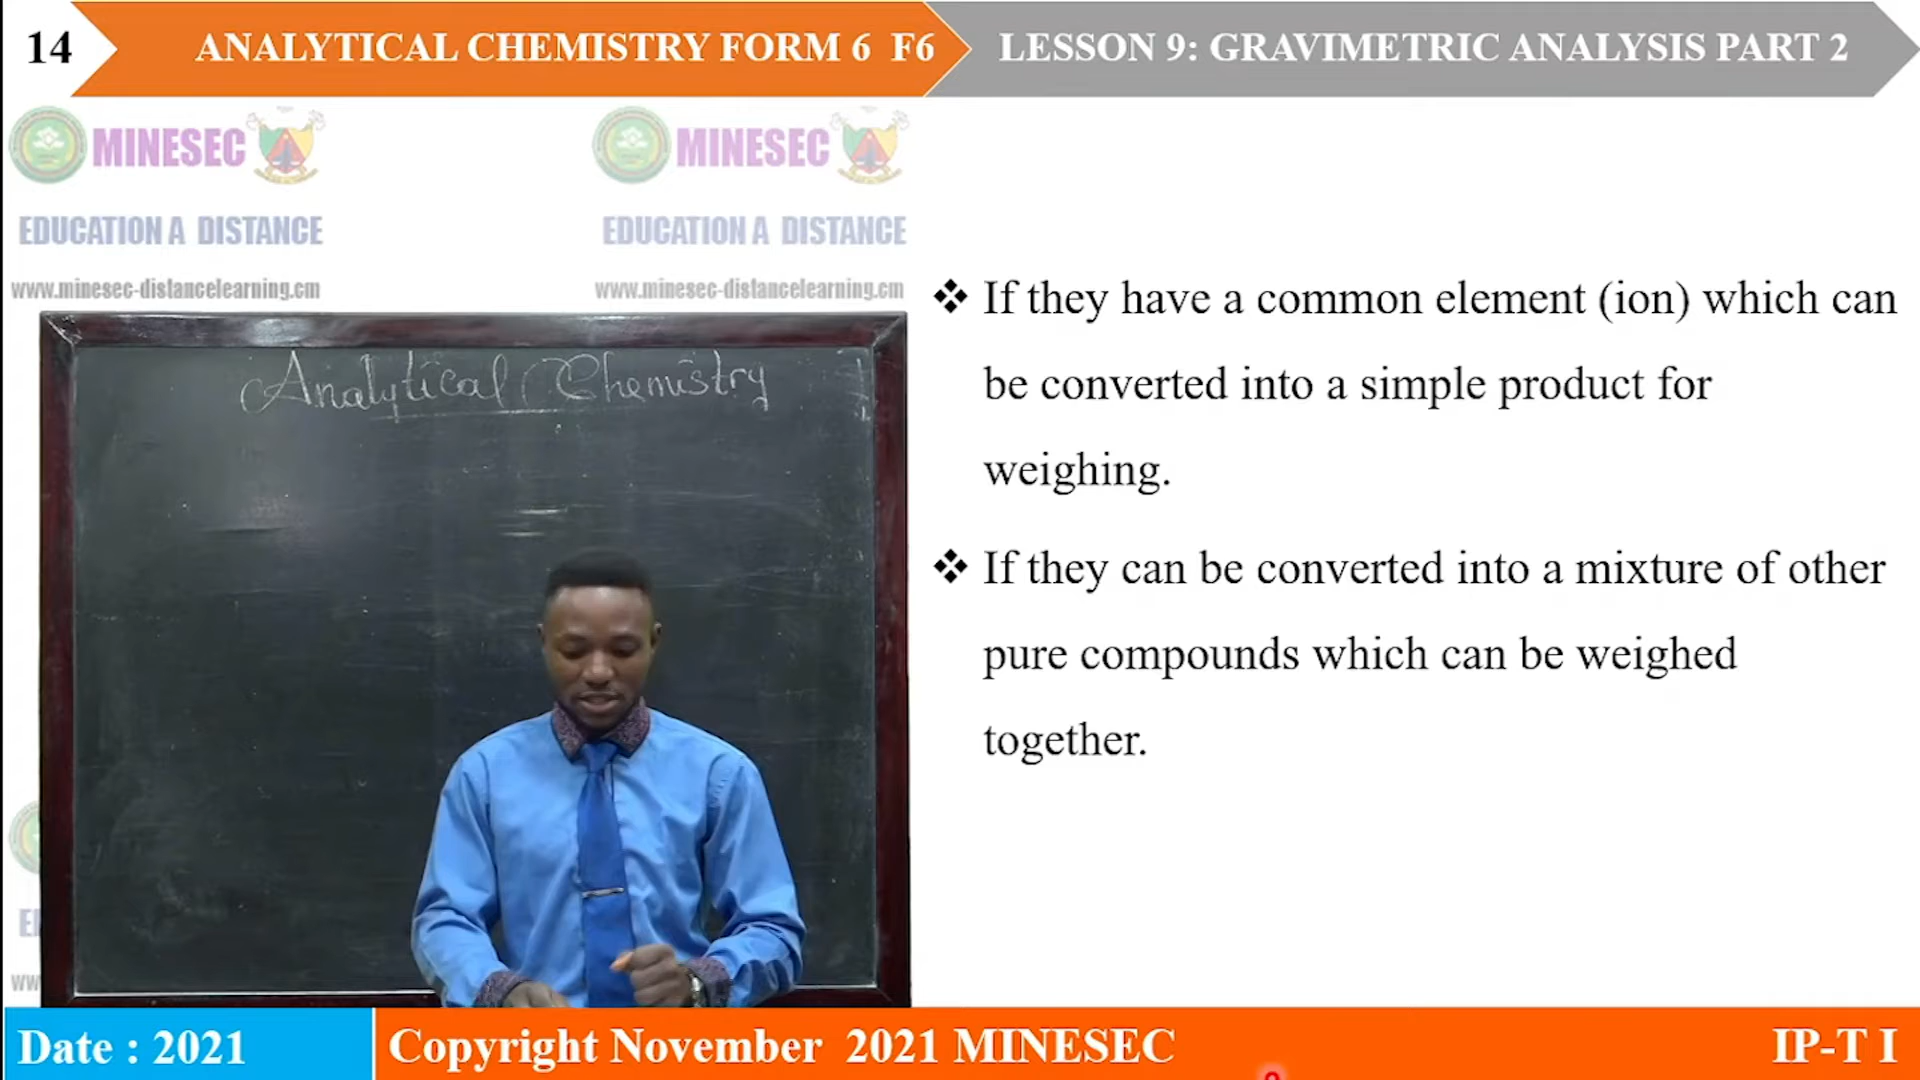 14
ANALYTICAL CHEMISTRY FORM 6 F6
LESSON 9: GRAVIMETRIC ANALYSIS PART 2
MINESEC
MINESEC
EDUCATION A DISTANCE
EDUCATION A DISTANCE
www.minesec-distancelearning.cm
www.minesec-distancelearning.cm
Analytical Chemistry
❖ If they have a common element (ion) which can
be converted into a simple product for
weighing.
❖ If they can be converted into a mixture of other
pure compounds which can be weighed
together.
Date : 2021
Copyright November 2021 MINESEC
IP-T I